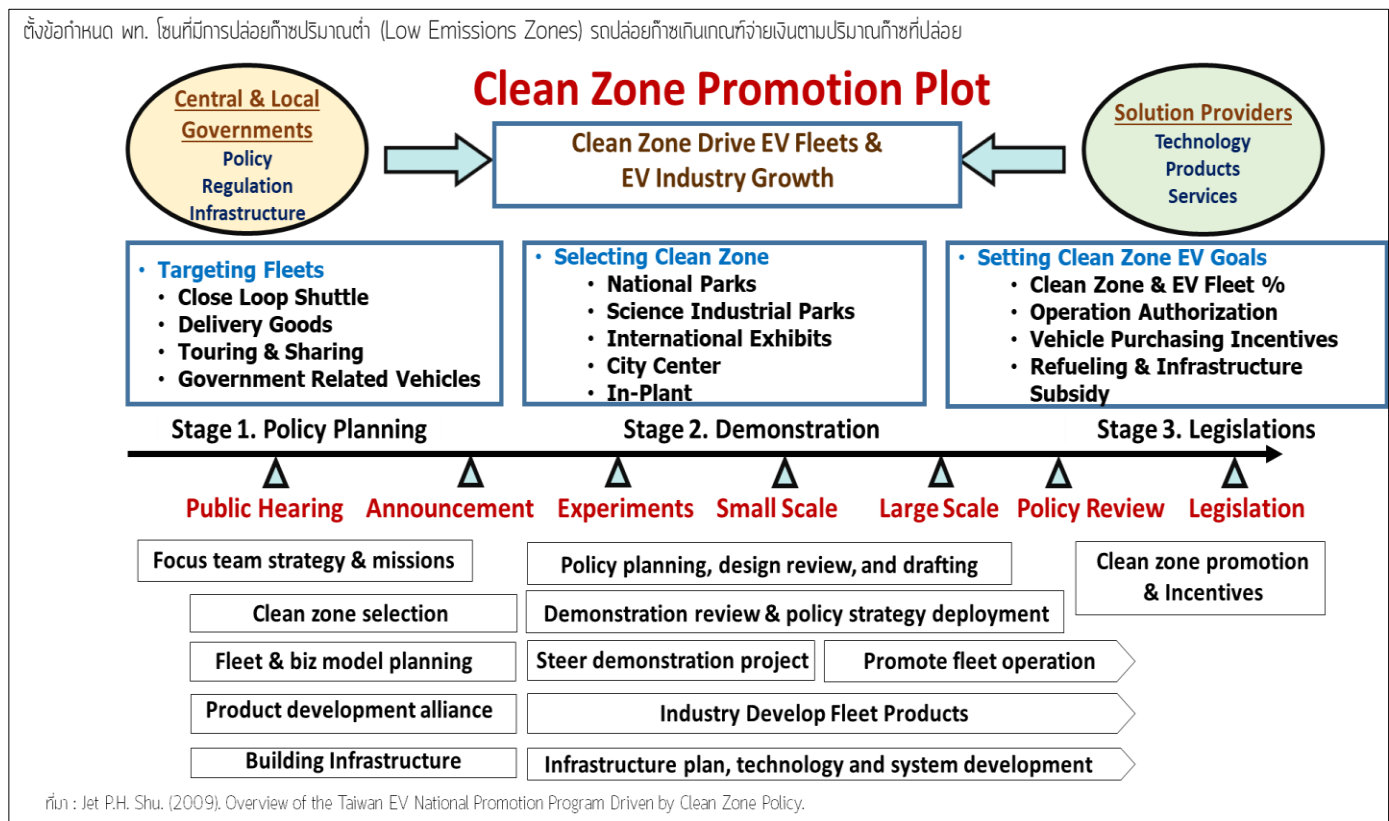 ตั้งข้อกำหนด พท. โซนที่มีการปล่อยก๊าซปริมาณต่ำ (Low Emissions Zones) รถปล่อยก๊าซเกินเกณฑ์จ่ายเงินตามปริมาณก๊าซที่ปล่อย
Clean Zone Promotion Plot
Central & Local
Governments
Policy
Regulation
Infrastructure
Clean Zone Drive EV Fleets &
EV Industry Growth
Solution Providers
Technology
Products
Services
• Targeting Fleets
• Close Loop Shuttle
• Delivery Goods
• Touring & Sharing
• Government Related Vehicles
• Selecting Clean Zone
• National Parks
• Science Industrial Parks
• International Exhibits
• City Center
• In-Plant
• Setting Clean Zone EV Goals
• Clean Zone & EV Fleet %
• Operation Authorization
• Vehicle Purchasing Incentives
• Refueling & Infrastructure
Subsidy
Stage 1. Policy Planning
Stage 2. Demonstration
Stage 3. Legislations
Public Hearing
Announcement
Experiments
Small Scale
Large Scale
Policy Review
Legislation
Focus team strategy & missions
Policy planning, design review, and drafting
Clean zone promotion
& Incentives
Clean zone selection
Demonstration review & policy strategy deployment
Fleet & biz model planning
Steer demonstration project
Promote fleet operation
Product development alliance
Industry Develop Fleet Products
Building Infrastructure
Infrastructure plan, technology and system development
ที่มา : Jet P.H. Shu. (2009). Overview of the Taiwan EV National Promotion Program Driven by Clean Zone Policy.